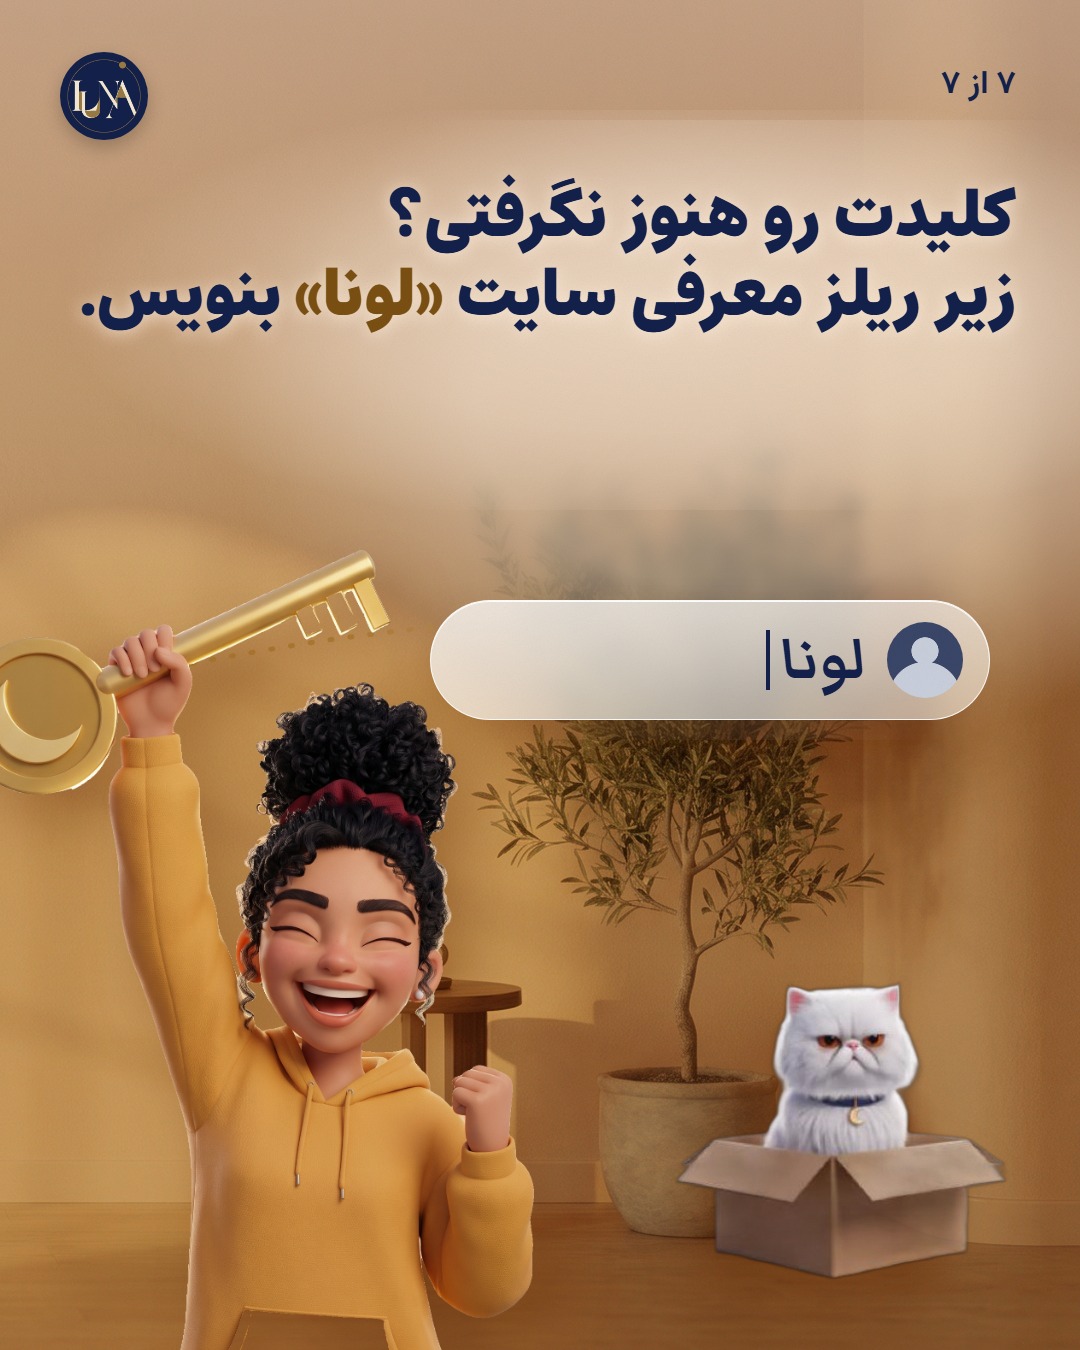 LUNA
۷ از ۷
کلیدت رو هنوز نگرفتی؟
زیر ریلز معرفی سایت «لونا» بنویس.
لونا